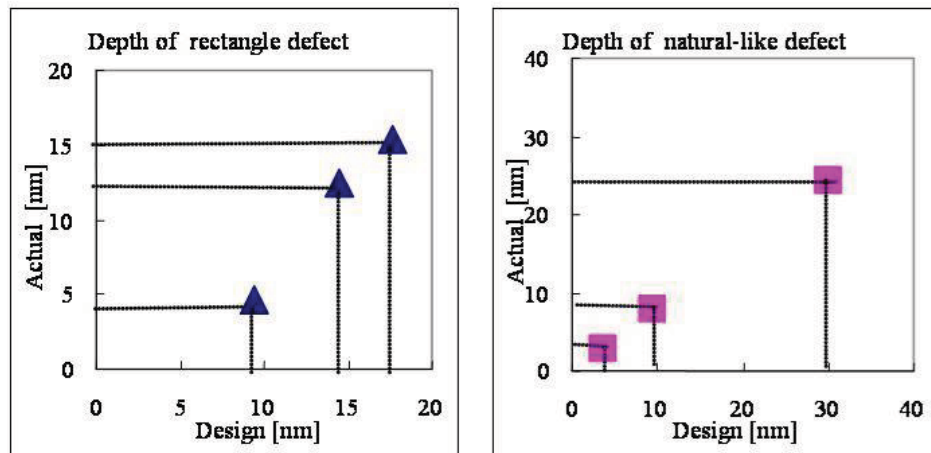 Depth of rectangle defect
20
15
10
5
0
Actual [nm]
0 5 10 15 20
Design [nm]
Depth of natural-like defect
40
30
20
10
0
Actual [nm]
0 10 20 30 40
Design [nm]